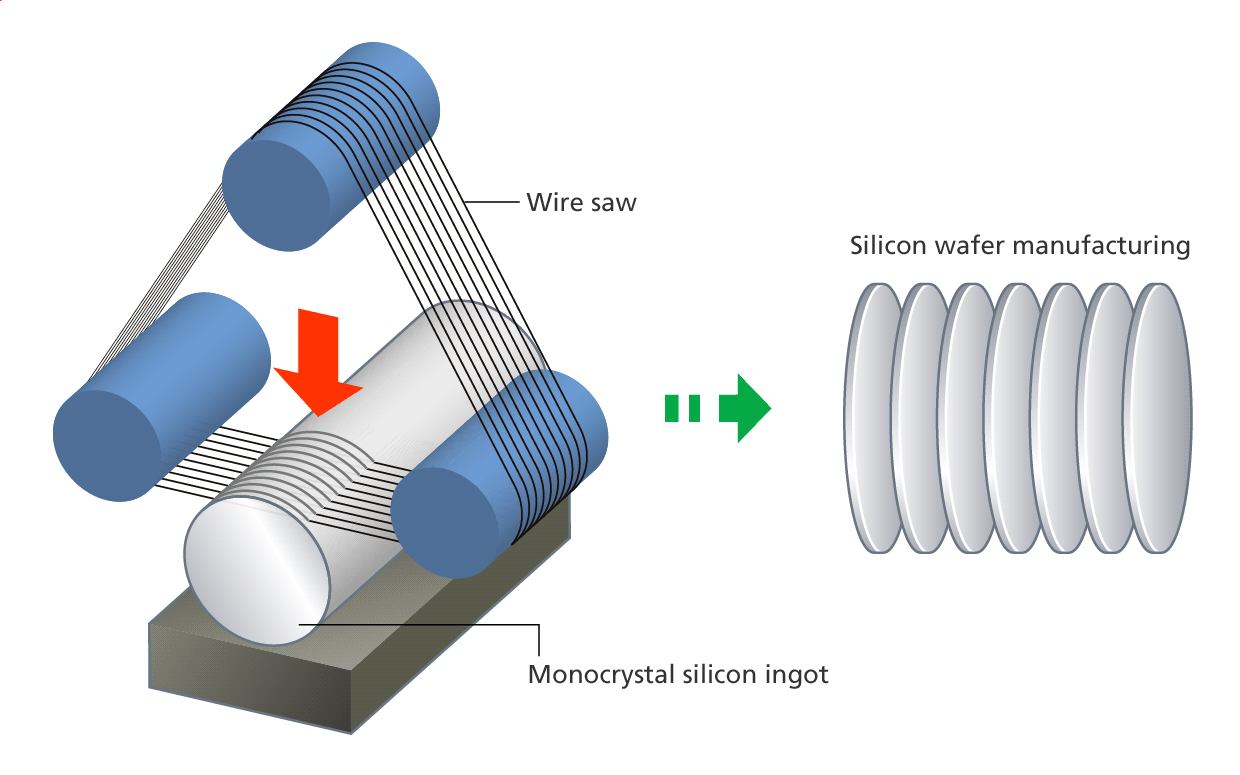 Wire saw
Silicon wafer manufacturing
Monocrystal silicon ingot